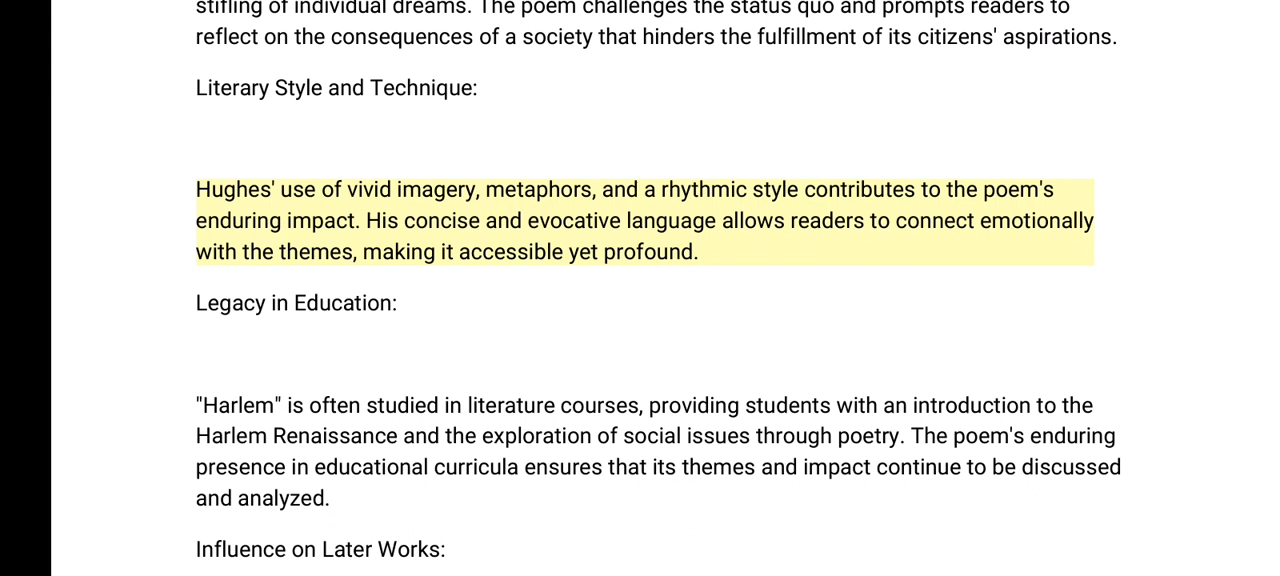 stifling of individual dreams. The poem challenges the status quo and prompts readers to
reflect on the consequences of a society that hinders the fulfillment of its citizens' aspirations.
Literary Style and Technique:
Hughes' use of vivid imagery, metaphors, and a rhythmic style contributes to the poem's
enduring impact. His concise and evocative language allows readers to connect emotionally
with the themes, making it accessible yet profound.
Legacy in Education:
"Harlem" is often studied in literature courses, providing students with an introduction to the
Harlem Renaissance and the exploration of social issues through poetry. The poem's enduring
presence in educational curricula ensures that its themes and impact continue to be discussed
and analyzed.
Influence on Later Works: